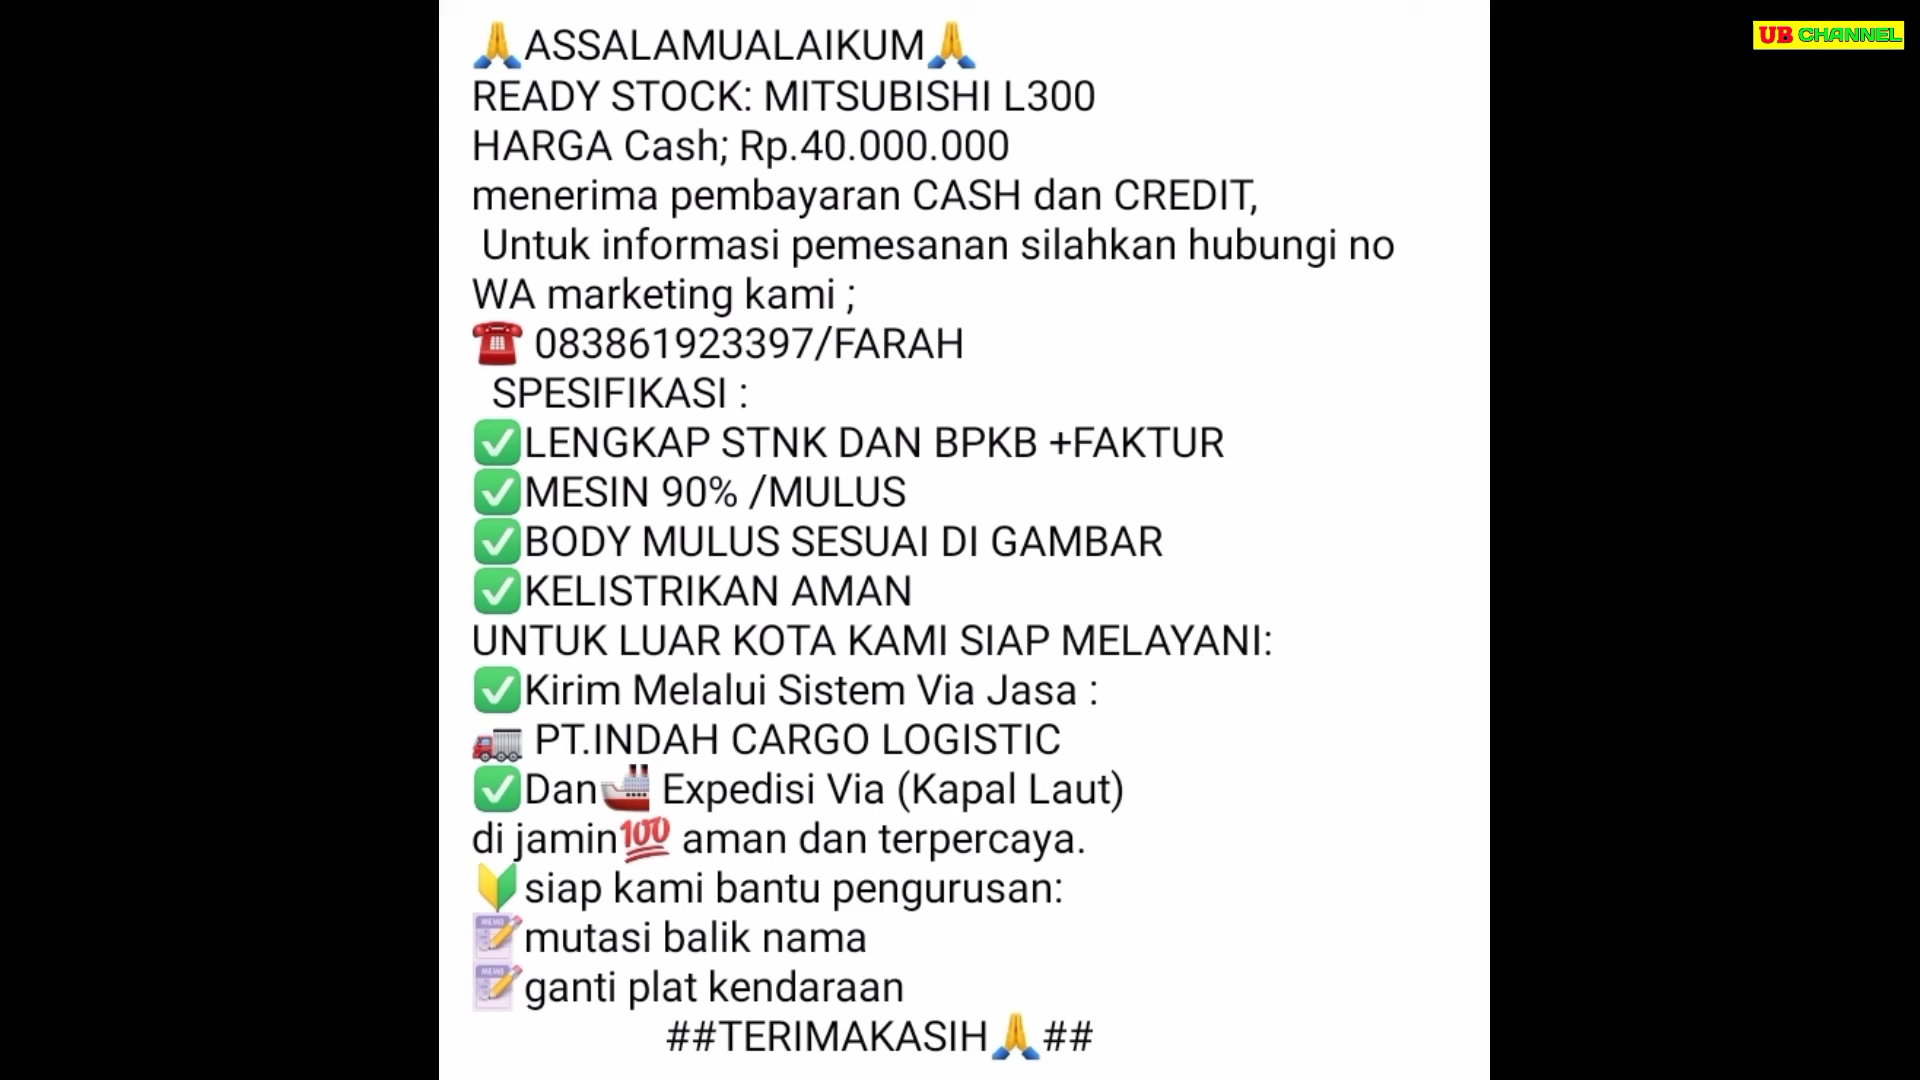 🙏ASSALAMUALAIKUM🙏
UB CHANNEL
READY STOCK: MITSUBISHI L300
HARGA Cash; Rp.40.000.000
menerima pembayaran CASH dan CREDIT,
Untuk informasi pemesanan silahkan hubungi no
WA marketing kami ;
☎️ 083861923397/FARAH
SPESIFIKASI :
✅LENGKAP STNK DAN BPKB +FAKTUR
✅MESIN 90% /MULUS
✅BODY MULUS SESUAI DI GAMBAR
✅KELISTRIKAN AMAN
UNTUK LUAR KOTA KAMI SIAP MELAYANI:
✅Kirim Melalui Sistem Via Jasa :
🚛 PT.INDAH CARGO LOGISTIC
✅Dan🚢 Expedisi Via (Kapal Laut)
di jamin💯 aman dan terpercaya.
🔰siap kami bantu pengurusan:
📝mutasi balik nama
📝ganti plat kendaraan
##TERIMAKASIH🙏##